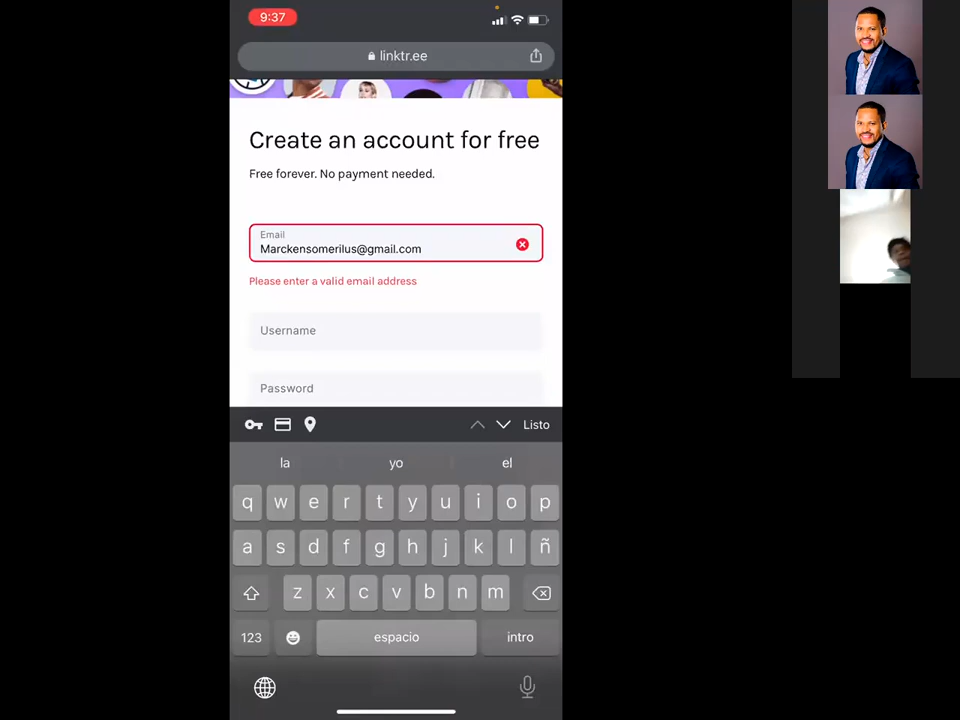 9:37
linktr.ee
Create an account for free
Free forever. No payment needed.
Email
Marckensomerilus@gmail.com
Please enter a valid email address
Username
Password
Listo
la yo el
q w e r t y u i o p
a s d f g h j k l ñ
z x c v b n m
123 espacio intro